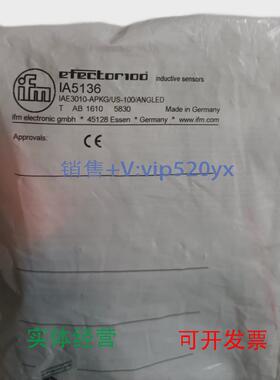 ifm
efector100
inductive sensors
IA5136
IAE3010-APKG/US-100/ANGLED
T AB 1610 5830 Made in Germany
ifm electronic gmbh * 45128 Essen * Germany * www.ifm.com
Approvals: CE
销售+V:vip520yx
实体经营
可开发票